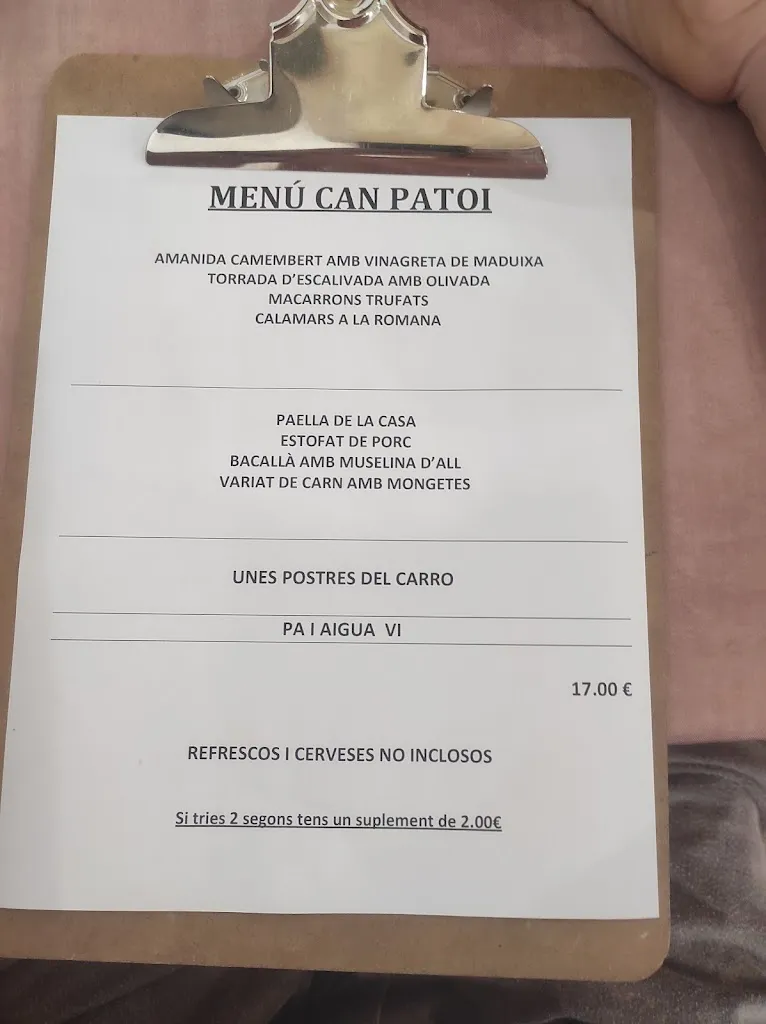 MENÚ CAN PATOI
AMANIDA CAMEMBERT AMB VINAGRETA DE MADUIXA
TORRADA D'ESCALIVADA AMB OLIVADA
MACARRONS TRUFATS
CALAMARS A LA ROMANA
PAELLA DE LA CASA
ESTOFAT DE PORC
BACALLÀ AMB MUSELINA D'ALL
VARIAT DE CARN AMB MONGETES
UNES POSTRES DEL CARRO
PA I AIGUA VI
17.00 €
REFRESCOS I CERVESES NO INCLOSOS
Si tries 2 segons tens un suplement de 2.00€